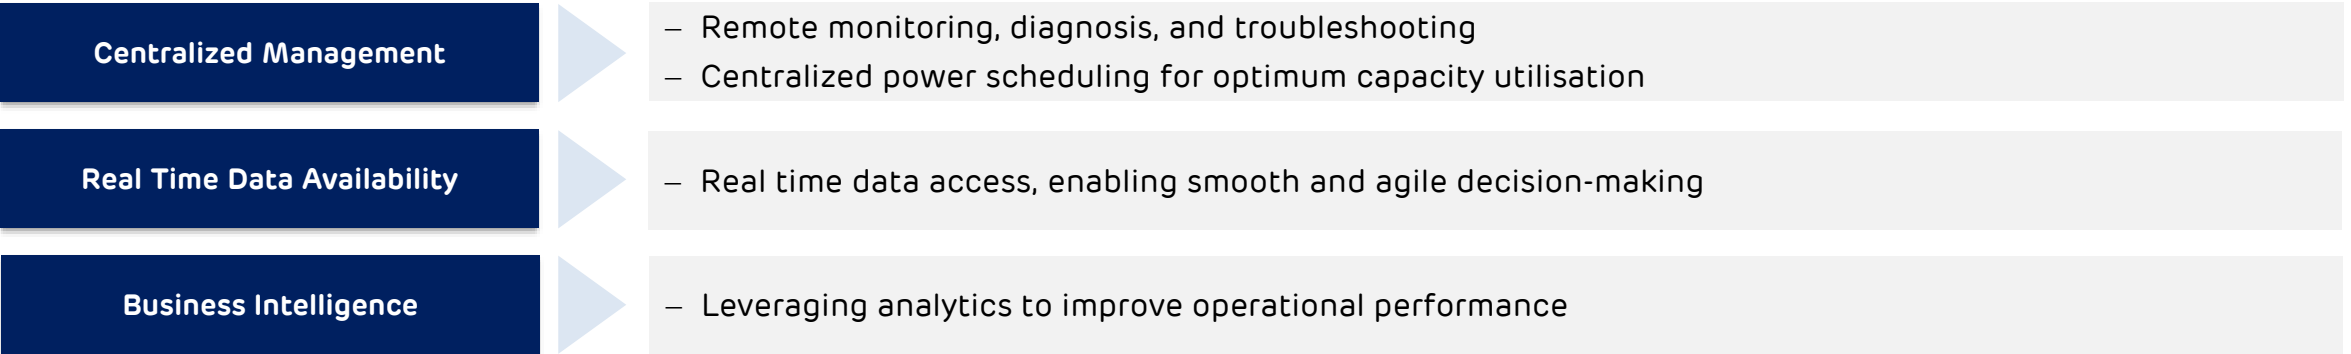 Centralized Management
– Remote monitoring, diagnosis, and troubleshooting
– Centralized power scheduling for optimum capacity utilisation
Real Time Data Availability
– Real time data access, enabling smooth and agile decision-making
Business Intelligence
– Leveraging analytics to improve operational performance